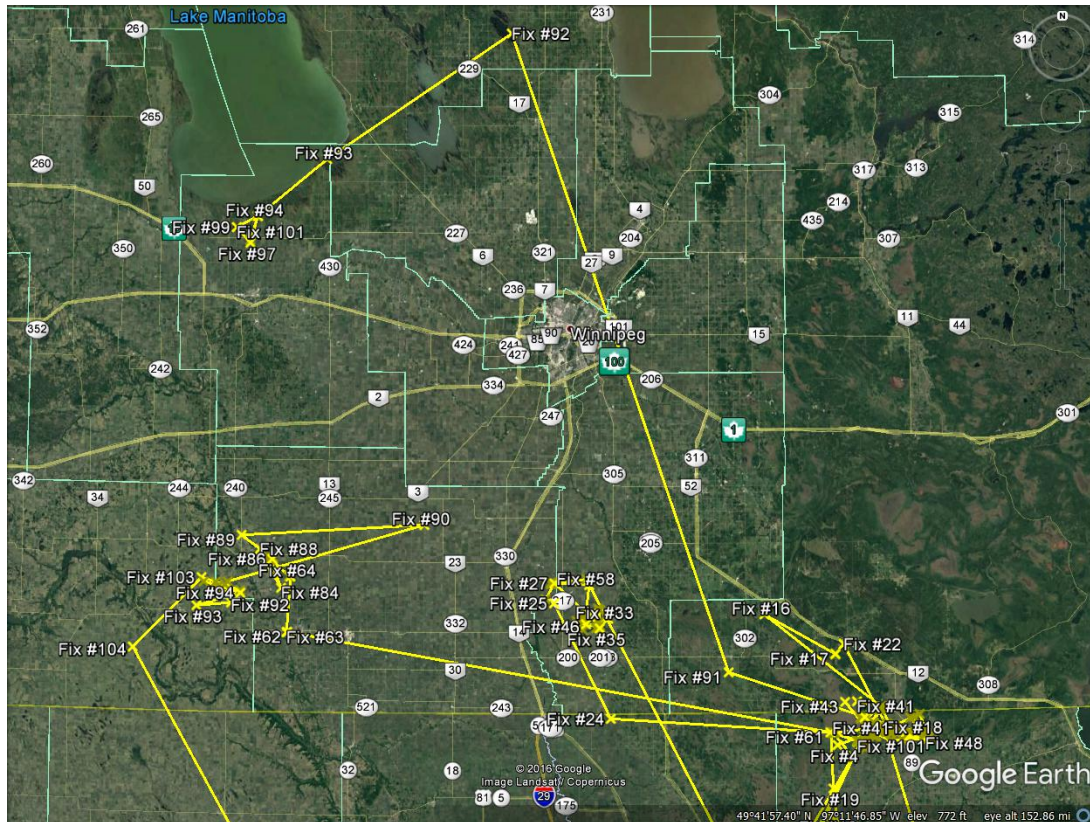 Lake Manitoba
231
261
Fix #92
314
229
304
17
265
315
Fix #93
260
317
313
50
214
4
Fix #94
435
Fix #99
Fix #101
227
204
307
350
Fix #97
321
6
27
9
430
236
7
11
44
352
101
15
90
Winnipeg
424
241
427
100
242
206
334
2
301
247
1
311
305
342
34
244
240
13
245
3
52
Fix #90
Fix #89
205
Fix #88
330
Fix #86
23
Fix #64
Fix #103
Fix #27
Fix #58
Fix #94
Fix #84
Fix #92
Fix #25
Fix #16
Fix #93
Fix #33
332
Fix #46
14
Fix #62
Fix #63
Fix #35
302
Fix #22
Fix #104
Fix #17
200
201
30
Fix #91
12
308
521
243
Fix #43
Fix #41
Fix #24
Fix #61
Fix #41
Fix #18
Fix #4
Fix #101
Fix #48
32
18
89
© 2016 Google
Image Landsat / Copernicus
Google Earth
81
5
29
175
Fix #19
49°41'57.40" N 97°11'46.85" W elev 772 ft eye alt 152.86 mi
N